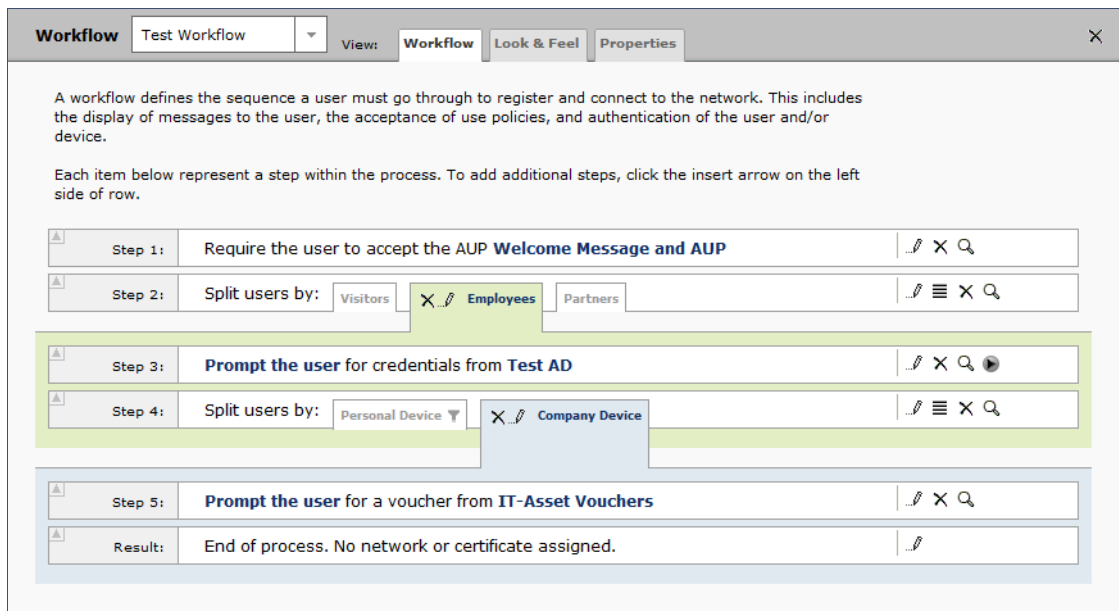 Workflow Test Workflow View: Workflow Look & Feel Properties
A workflow defines the sequence a user must go through to register and connect to the network. This includes
the display of messages to the user, the acceptance of use policies, and authentication of the user and/or
device.
Each item below represent a step within the process. To add additional steps, click the insert arrow on the left
side of row.
Step 1: Require the user to accept the AUP Welcome Message and AUP
Step 2: Split users by: Visitors Employees Partners
Step 3: Prompt the user for credentials from Test AD
Step 4: Split users by: Personal Device Company Device
Step 5: Prompt the user for a voucher from IT-Asset Vouchers
Result: End of process. No network or certificate assigned.